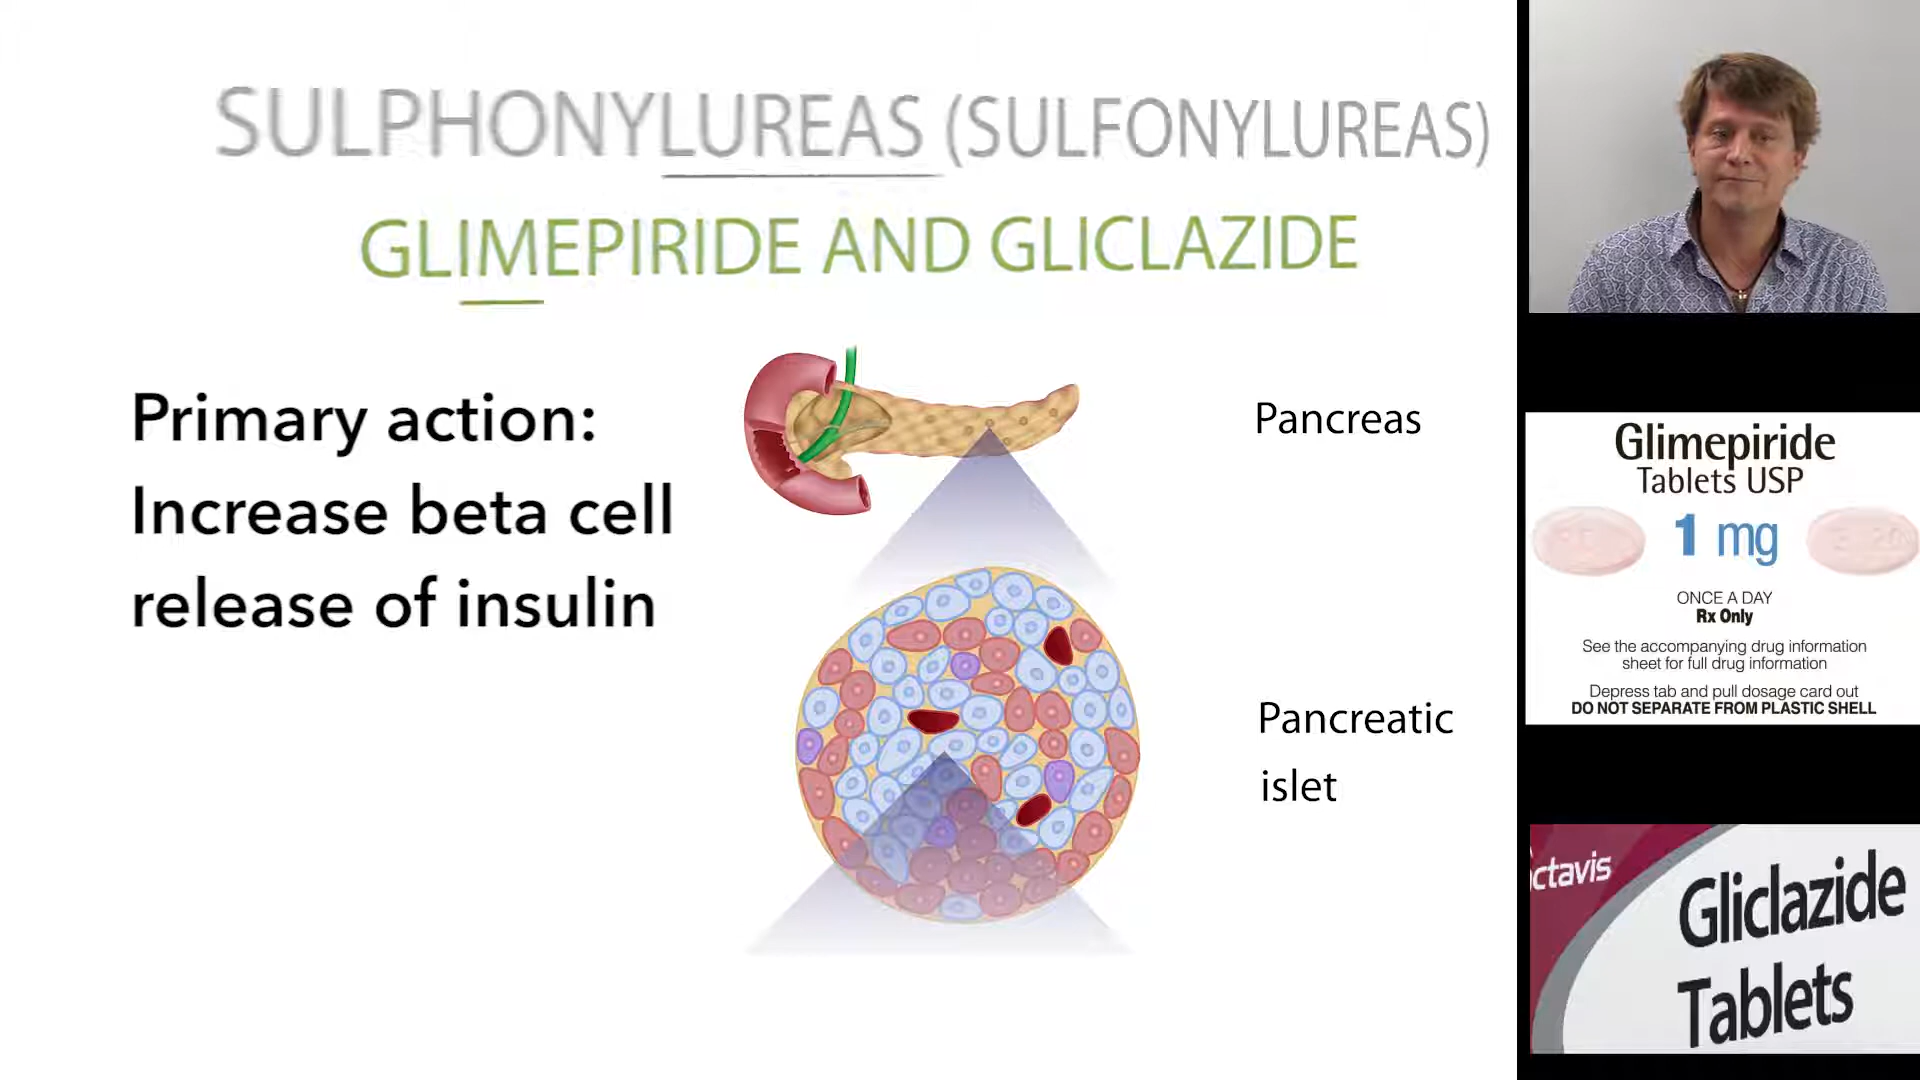 SULPHONYLUREAS (SULFONYLUREAS)
GLIMEPIRIDE AND GLICLAZIDE
Primary action:
Increase beta cell
release of insulin
Pancreas
Pancreatic
islet
Glimepiride
Tablets USP
1 mg
ONCE A DAY
Rx Only
See the accompanying drug information
sheet for full drug information
Depress tab and pull dosage card out
DO NOT SEPARATE FROM PLASTIC SHELL
ctavis
Gliclazide
Tablets